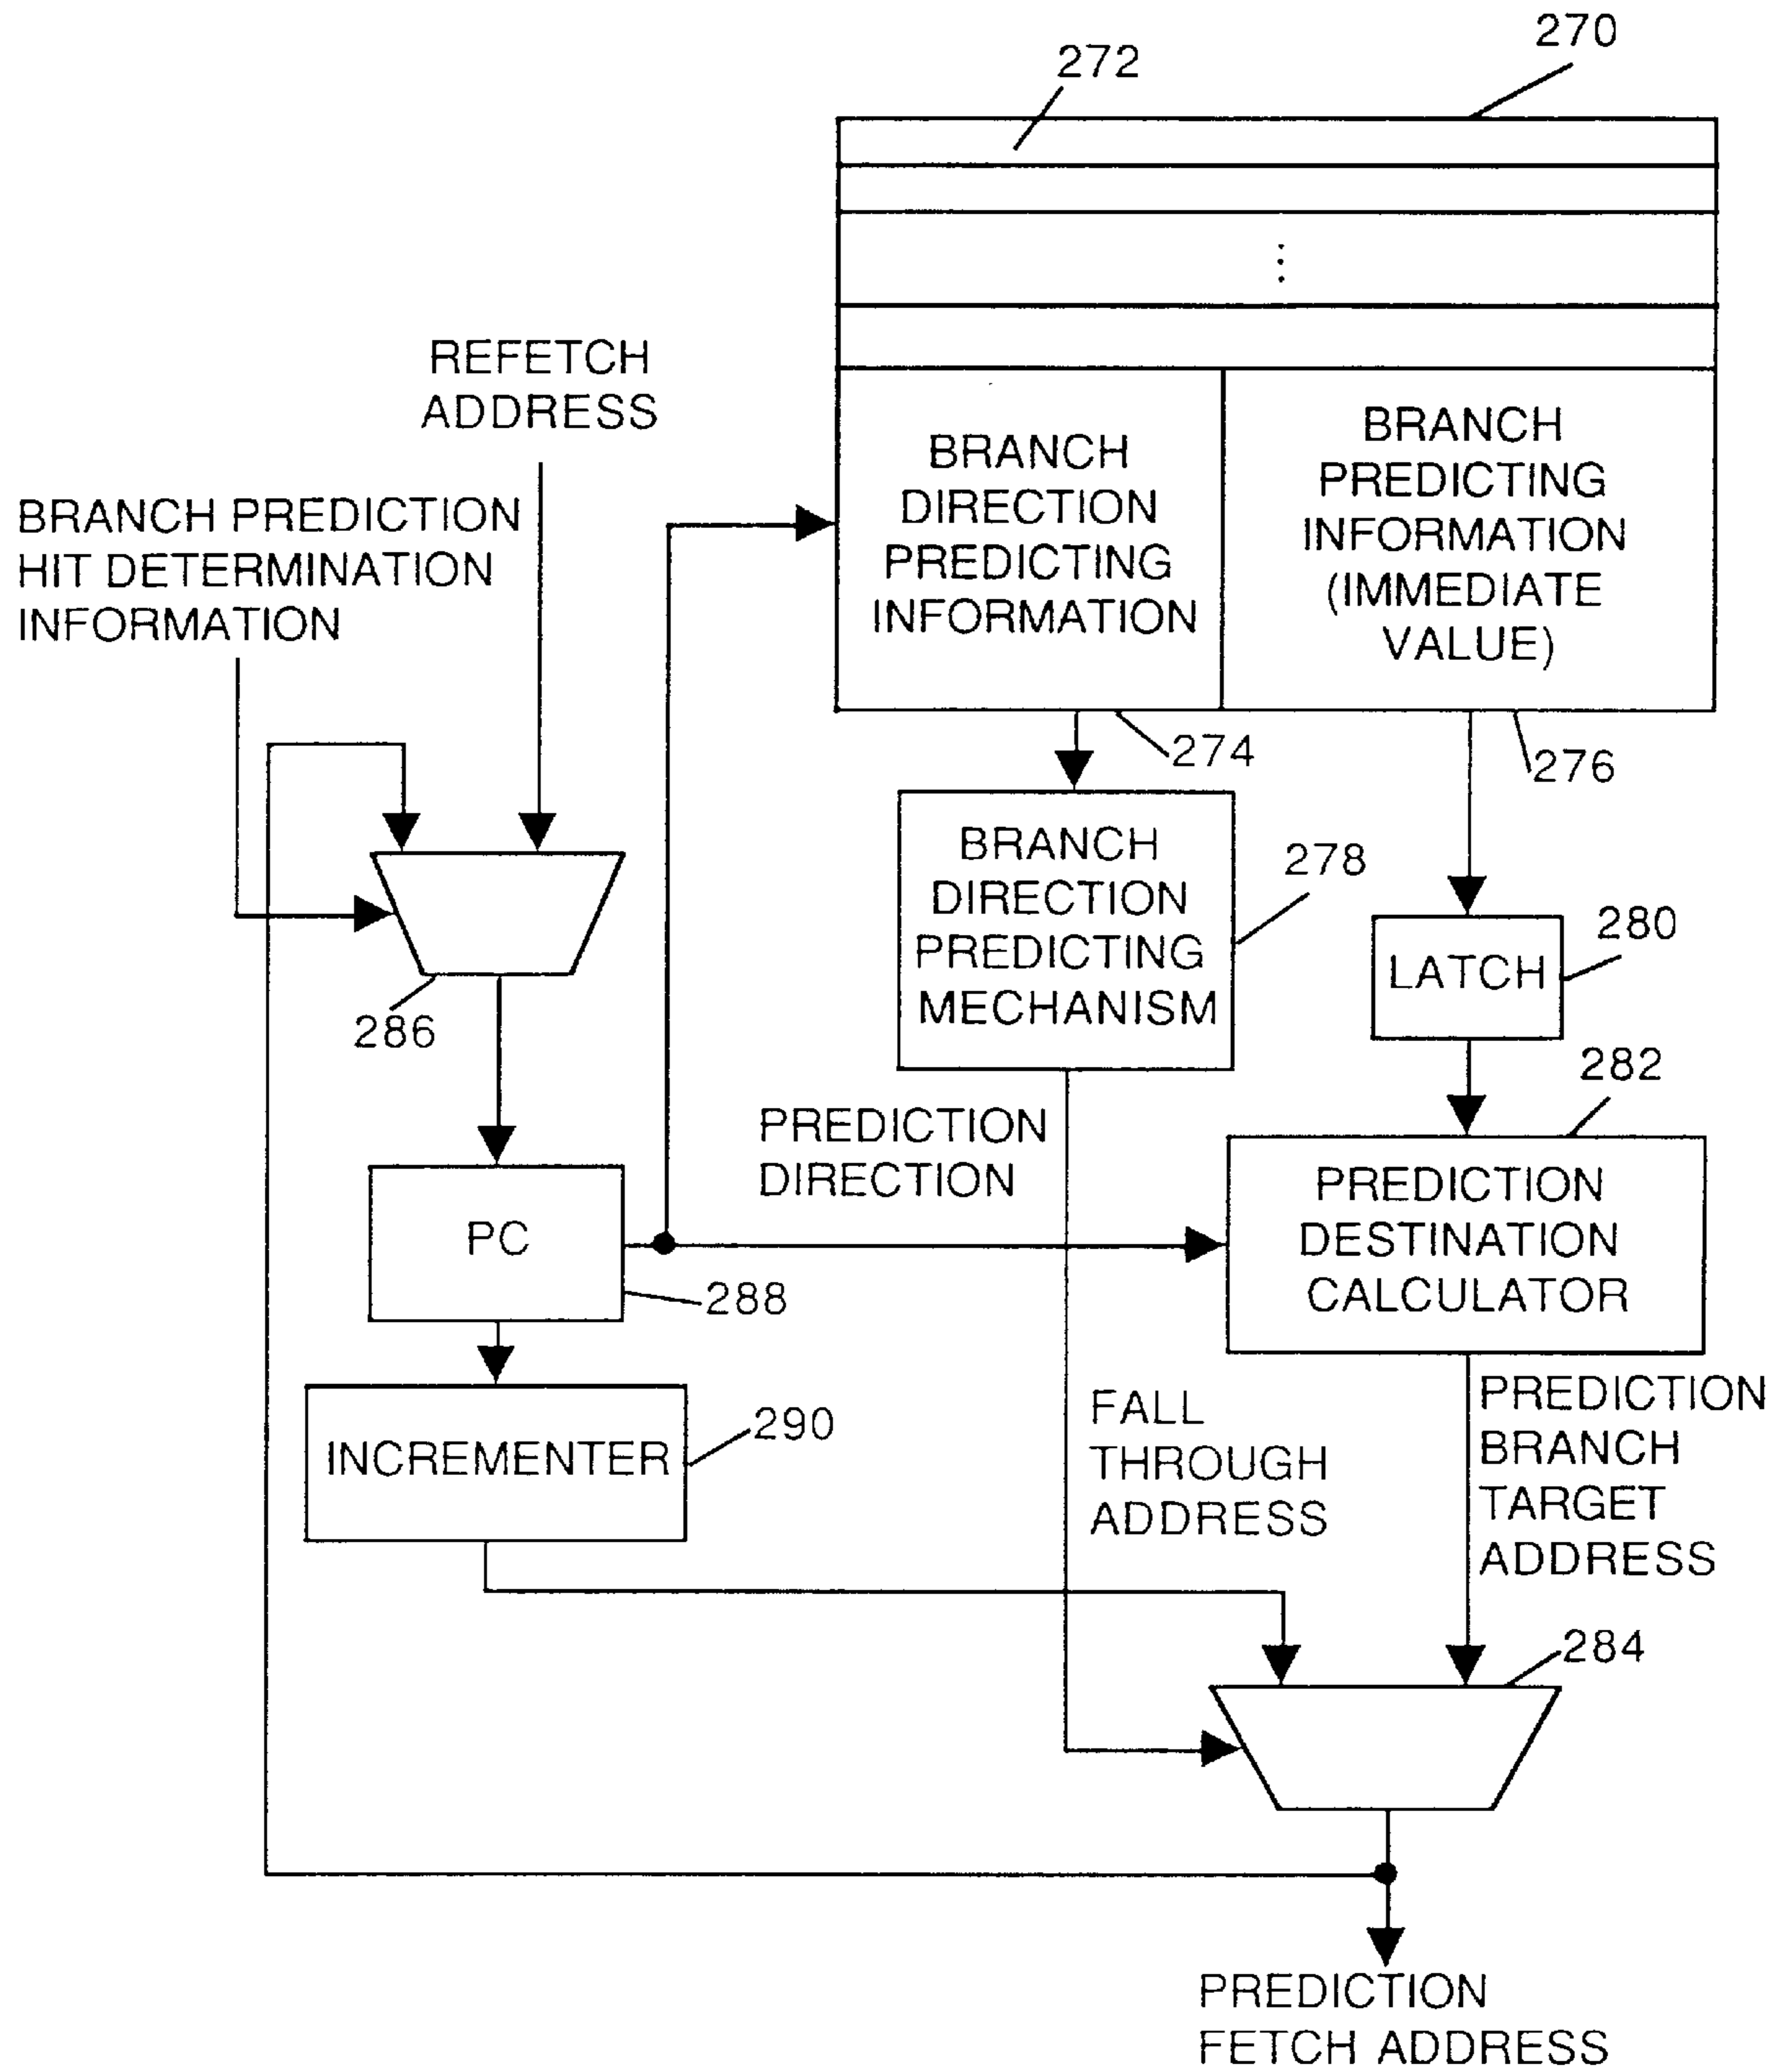 270
272
REFETCH
ADDRESS
BRANCH PREDICTION
HIT DETERMINATION
INFORMATION
BRANCH
DIRECTION
PREDICTING
INFORMATION
BRANCH
PREDICTING
INFORMATION
(IMMEDIATE
VALUE)
274
276
BRANCH
DIRECTION
PREDICTING
MECHANISM
278
280
LATCH
286
282
PREDICTION
DIRECTION
PREDICTION
DESTINATION
CALCULATOR
PC
288
INCREMENTER
290
FALL
THROUGH
ADDRESS
PREDICTION
BRANCH
TARGET
ADDRESS
284
PREDICTION
FETCH ADDRESS